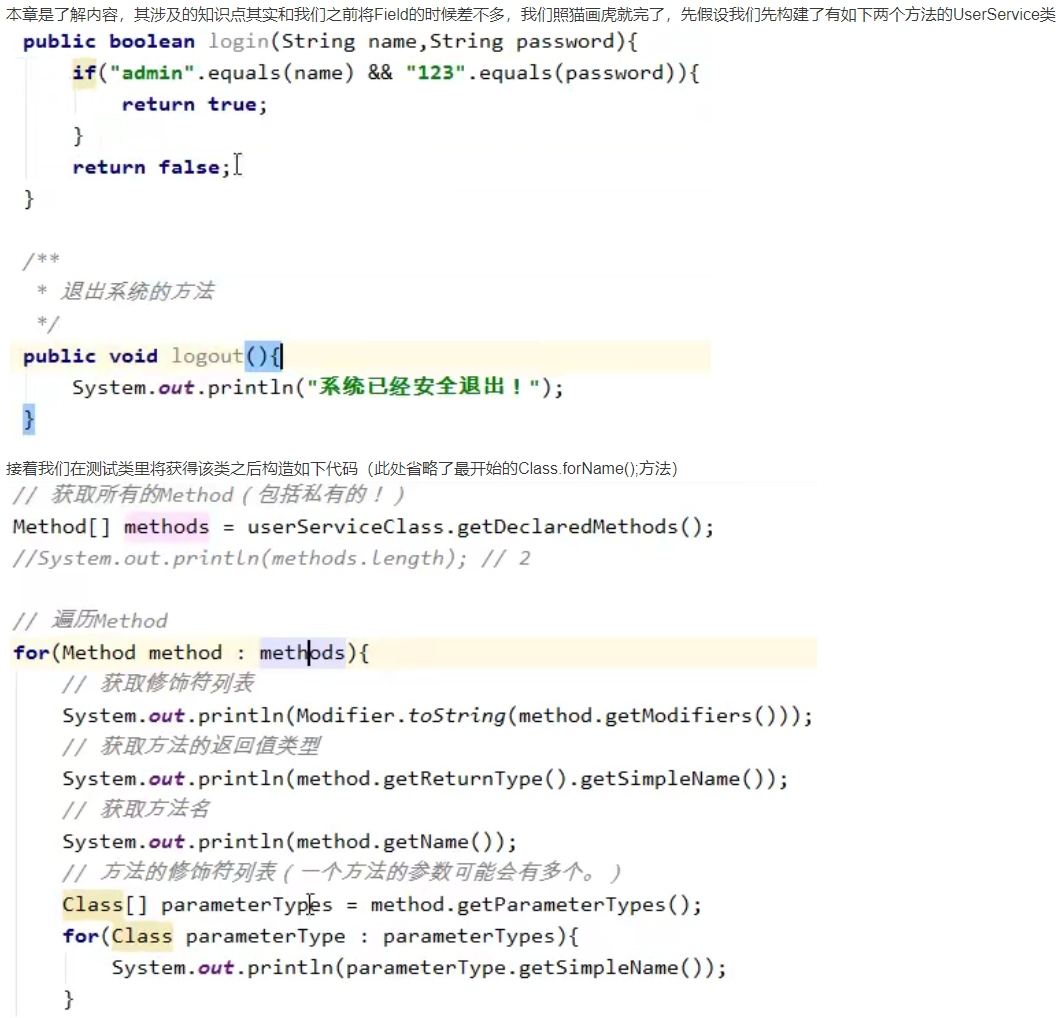 本章是了解内容，其涉及的知识点其实和我们之前将Field的时候差不多，我们照猫画虎就完了，先假设我们先构建了有如下两个方法的UserService类
public boolean login(String name,String password){
if("admin".equals(name) && "123".equals(password)){
return true;
}
return false;
}
/**
* 退出系统的方法
*/
public void logout(){
System.out.println("系统已经安全退出！");
}
接着我们在测试类里将获得该类之后构造如下代码（此处省略了最开始的Class.forName();方法）
// 获取所有的Method（包括私有的！）
Method[] methods = userServiceClass.getDeclaredMethods();
//System.out.println(methods.length); // 2
// 遍历Method
for(Method method : methods){
// 获取修饰符列表
System.out.println(Modifier.toString(method.getModifiers()));
// 获取方法的返回值类型
System.out.println(method.getReturnType().getSimpleName());
// 获取方法名
System.out.println(method.getName());
// 方法的修饰符列表（一个方法的参数可能会有多个。）
Class[] parameterTypes = method.getParameterTypes();
for(Class parameterType : parameterTypes){
System.out.println(parameterType.getSimpleName());
}